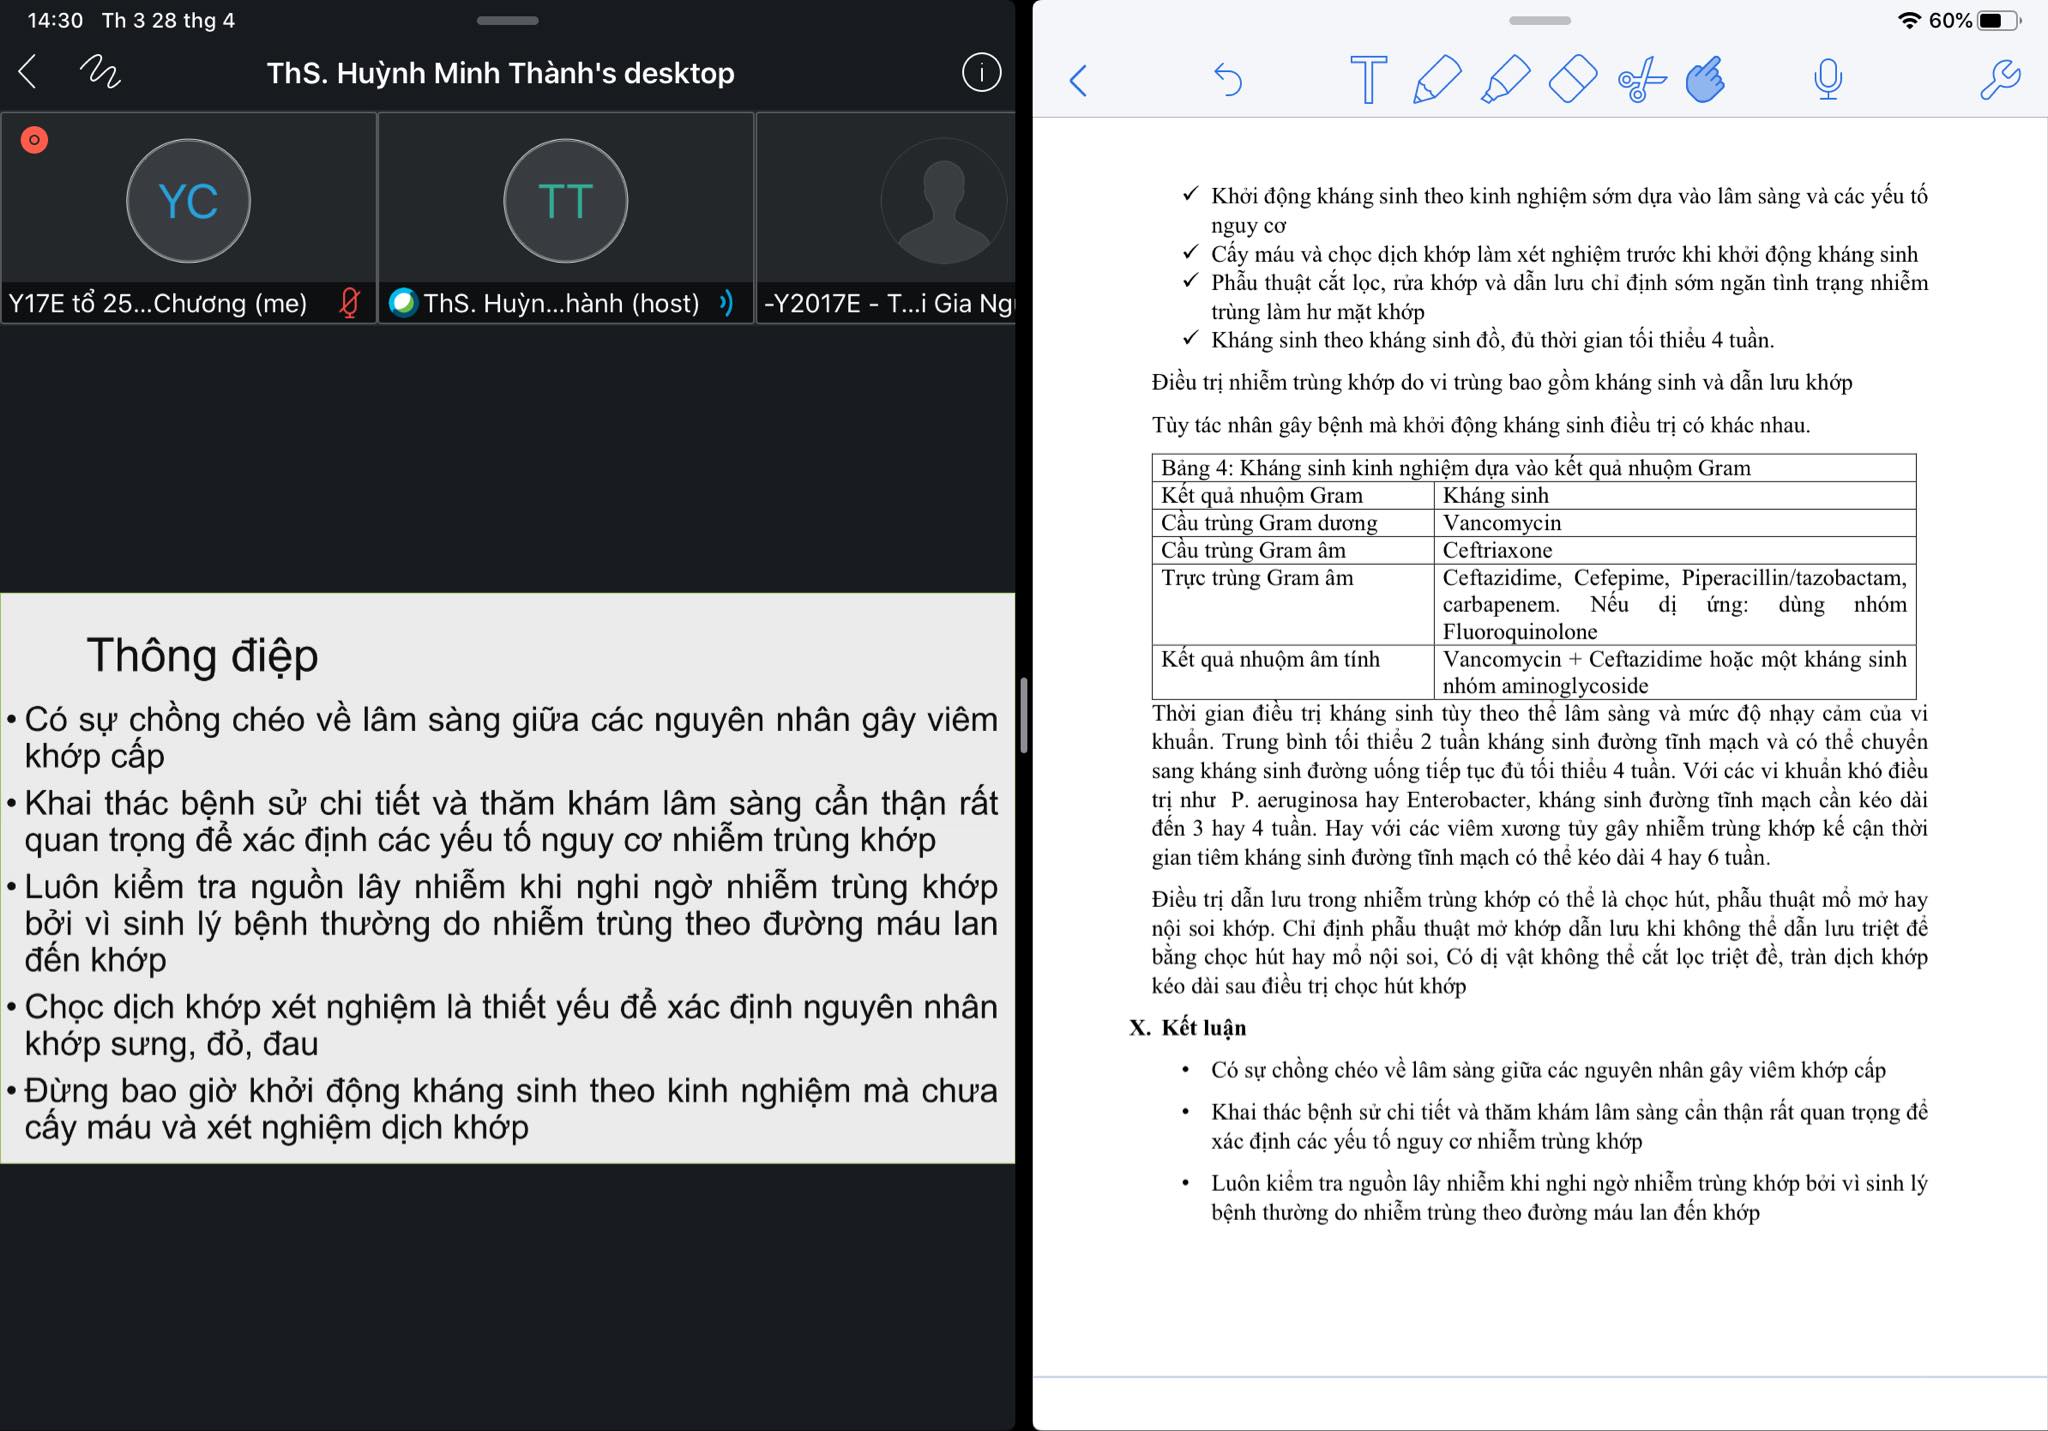 14:30 Th 3 28 thg 4
ThS. Huỳnh Minh Thành's desktop
YC
TT
Y17E tổ 25...Chương (me)
ThS. Huỳn...hành (host)
-Y2017E - T...i Gia Ng
Thông điệp
• Có sự chồng chéo về lâm sàng giữa các nguyên nhân gây viêm
khớp cấp
• Khai thác bệnh sử chi tiết và thăm khám lâm sàng cẩn thận rất
quan trọng để xác định các yếu tố nguy cơ nhiễm trùng khớp
• Luôn kiểm tra nguồn lây nhiễm khi nghi ngờ nhiễm trùng khớp
bởi vì sinh lý bệnh thường do nhiễm trùng theo đường máu lan
đến khớp
• Chọc dịch khớp xét nghiệm là thiết yếu để xác định nguyên nhân
khớp sưng, đỏ, đau
• Đừng bao giờ khởi động kháng sinh theo kinh nghiệm mà chưa
cấy máu và xét nghiệm dịch khớp
60%
✓ Khởi động kháng sinh theo kinh nghiệm sớm dựa vào lâm sàng và các yếu tố
nguy cơ
✓ Cấy máu và chọc dịch khớp làm xét nghiệm trước khi khởi động kháng sinh
✓ Phẫu thuật cắt lọc, rửa khớp và dẫn lưu chỉ định sớm ngăn tình trạng nhiễm
trùng làm hư mặt khớp
✓ Kháng sinh theo kháng sinh đồ, đủ thời gian tối thiểu 4 tuần.
Điều trị nhiễm trùng khớp do vi trùng bao gồm kháng sinh và dẫn lưu khớp
Tùy tác nhân gây bệnh mà khởi động kháng sinh điều trị có khác nhau.
Bảng 4: Kháng sinh kinh nghiệm dựa vào kết quả nhuộm Gram
Kết quả nhuộm Gram Kháng sinh
Cầu trùng Gram dương Vancomycin
Cầu trùng Gram âm Ceftriaxone
Trực trùng Gram âm Ceftazidime, Cefepime, Piperacillin/tazobactam,
carbapenem. Nếu dị ứng: dùng nhóm
Fluoroquinolone
Kết quả nhuộm âm tính Vancomycin + Ceftazidime hoặc một kháng sinh
nhóm aminoglycoside
Thời gian điều trị kháng sinh tùy theo thể lâm sàng và mức độ nhạy cảm của vi
khuẩn. Trung bình tối thiểu 2 tuần kháng sinh đường tĩnh mạch và có thể chuyển
sang kháng sinh đường uống tiếp tục đủ tối thiểu 4 tuần. Với các vi khuẩn khó điều
trị như P. aeruginosa hay Enterobacter, kháng sinh đường tĩnh mạch cần kéo dài
đến 3 hay 4 tuần. Hay với các viêm xương tủy gây nhiễm trùng khớp kế cận thời
gian tiêm kháng sinh đường tĩnh mạch có thể kéo dài 4 hay 6 tuần.
Điều trị dẫn lưu trong nhiễm trùng khớp có thể là chọc hút, phẫu thuật mổ mở hay
nội soi khớp. Chỉ định phẫu thuật mở khớp dẫn lưu khi không thể dẫn lưu triệt để
bằng chọc hút hay mổ nội soi, Có dị vật không thể cắt lọc triệt đề, tràn dịch khớp
kéo dài sau điều trị chọc hút khớp
X. Kết luận
• Có sự chồng chéo về lâm sàng giữa các nguyên nhân gây viêm khớp cấp
• Khai thác bệnh sử chi tiết và thăm khám lâm sàng cẩn thận rất quan trọng để
xác định các yếu tố nguy cơ nhiễm trùng khớp
• Luôn kiểm tra nguồn lây nhiễm khi nghi ngờ nhiễm trùng khớp bởi vì sinh lý
bệnh thường do nhiễm trùng theo đường máu lan đến khớp